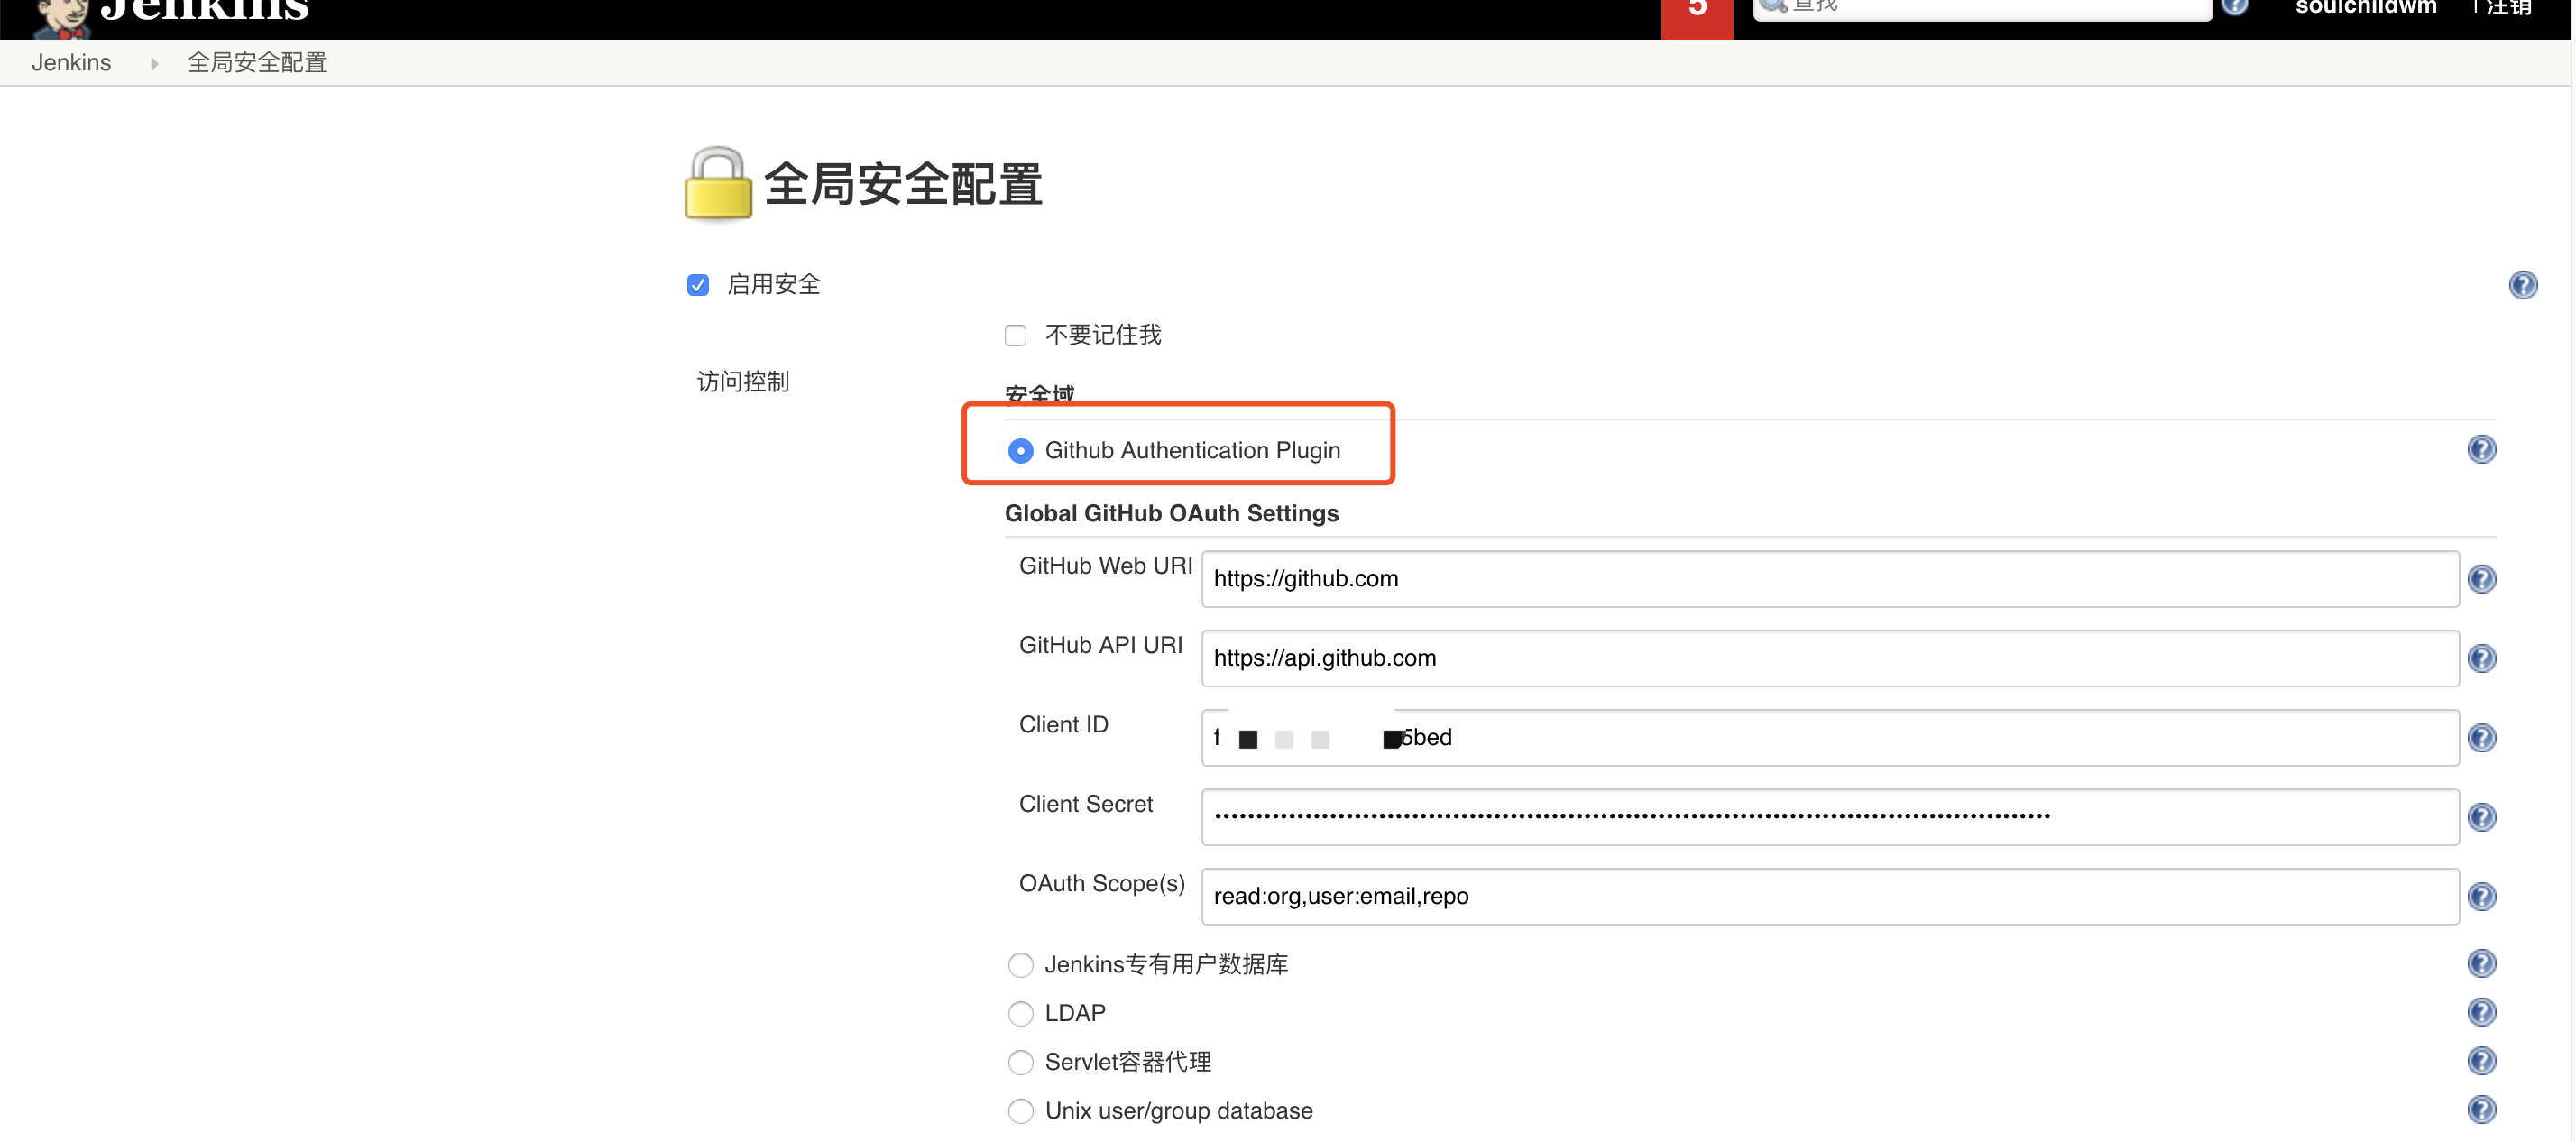 Jenkins
5
查找
soulchildwm
注销
Jenkins
全局安全配置
全局安全配置
启用安全
不要记住我
访问控制
安全域
Github Authentication Plugin
Global GitHub OAuth Settings
GitHub Web URI
https://github.com
GitHub API URI
https://api.github.com
Client ID
5bed
Client Secret
OAuth Scope(s)
read:org,user:email,repo
Jenkins专有用户数据库
LDAP
Servlet容器代理
Unix user/group database